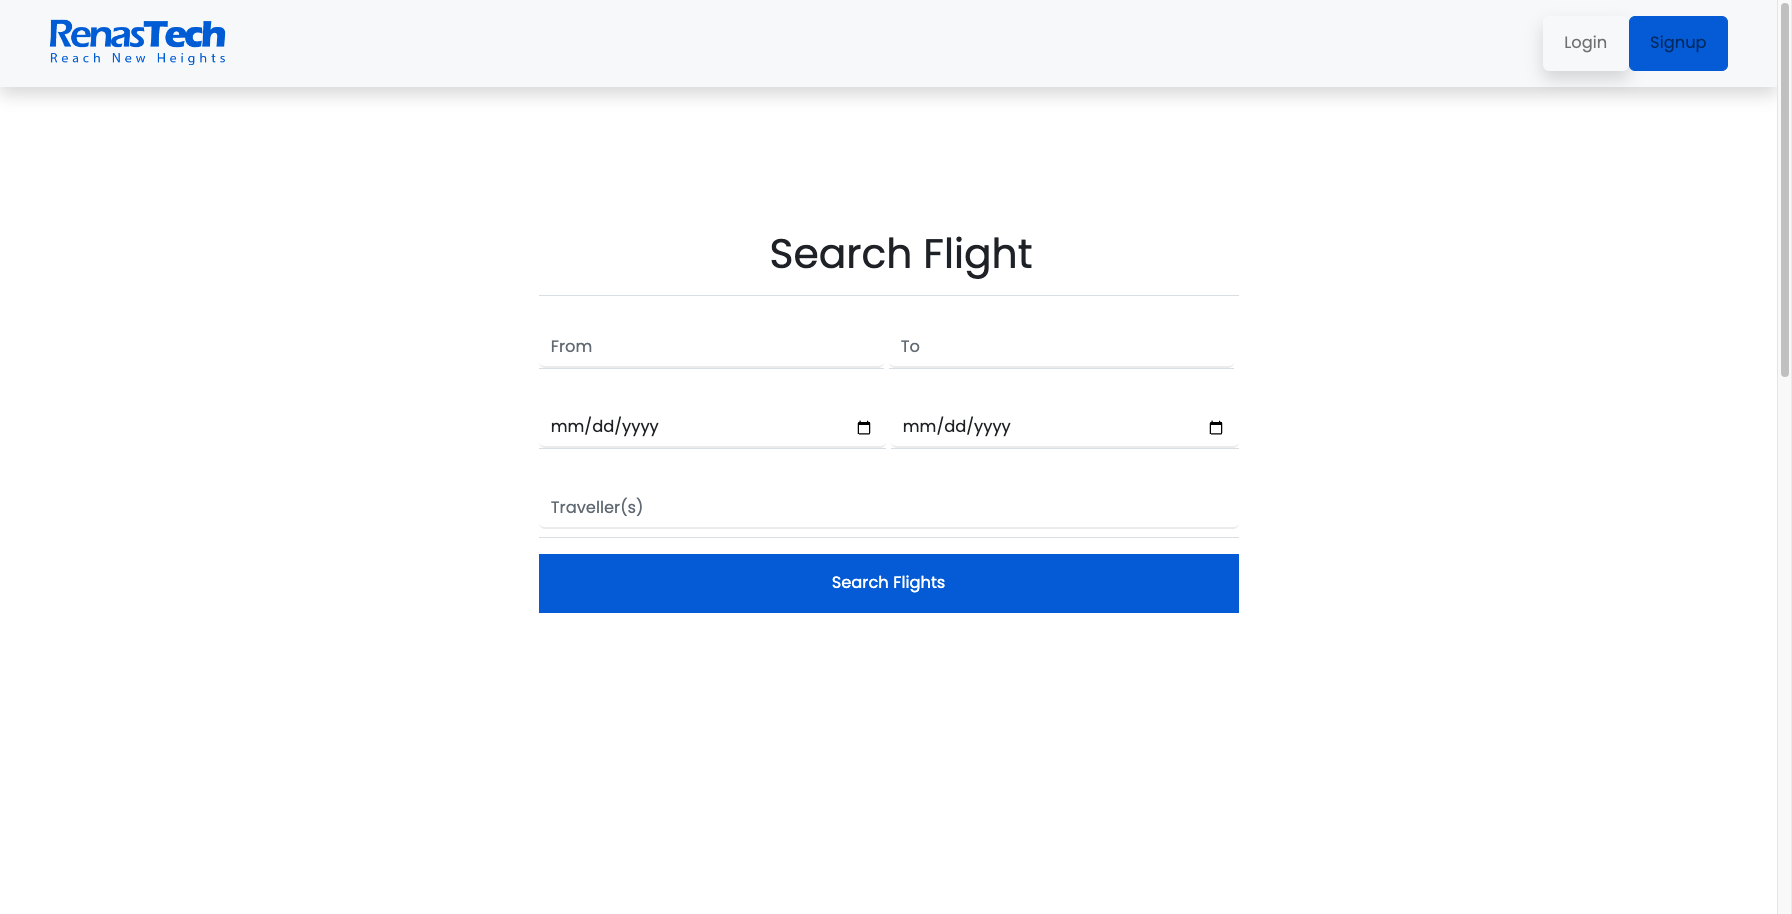 RenasTech
Reach New Heights
Login Signup
Search Flight
From To
mm/dd/yyyy mm/dd/yyyy
Traveller(s)
Search Flights